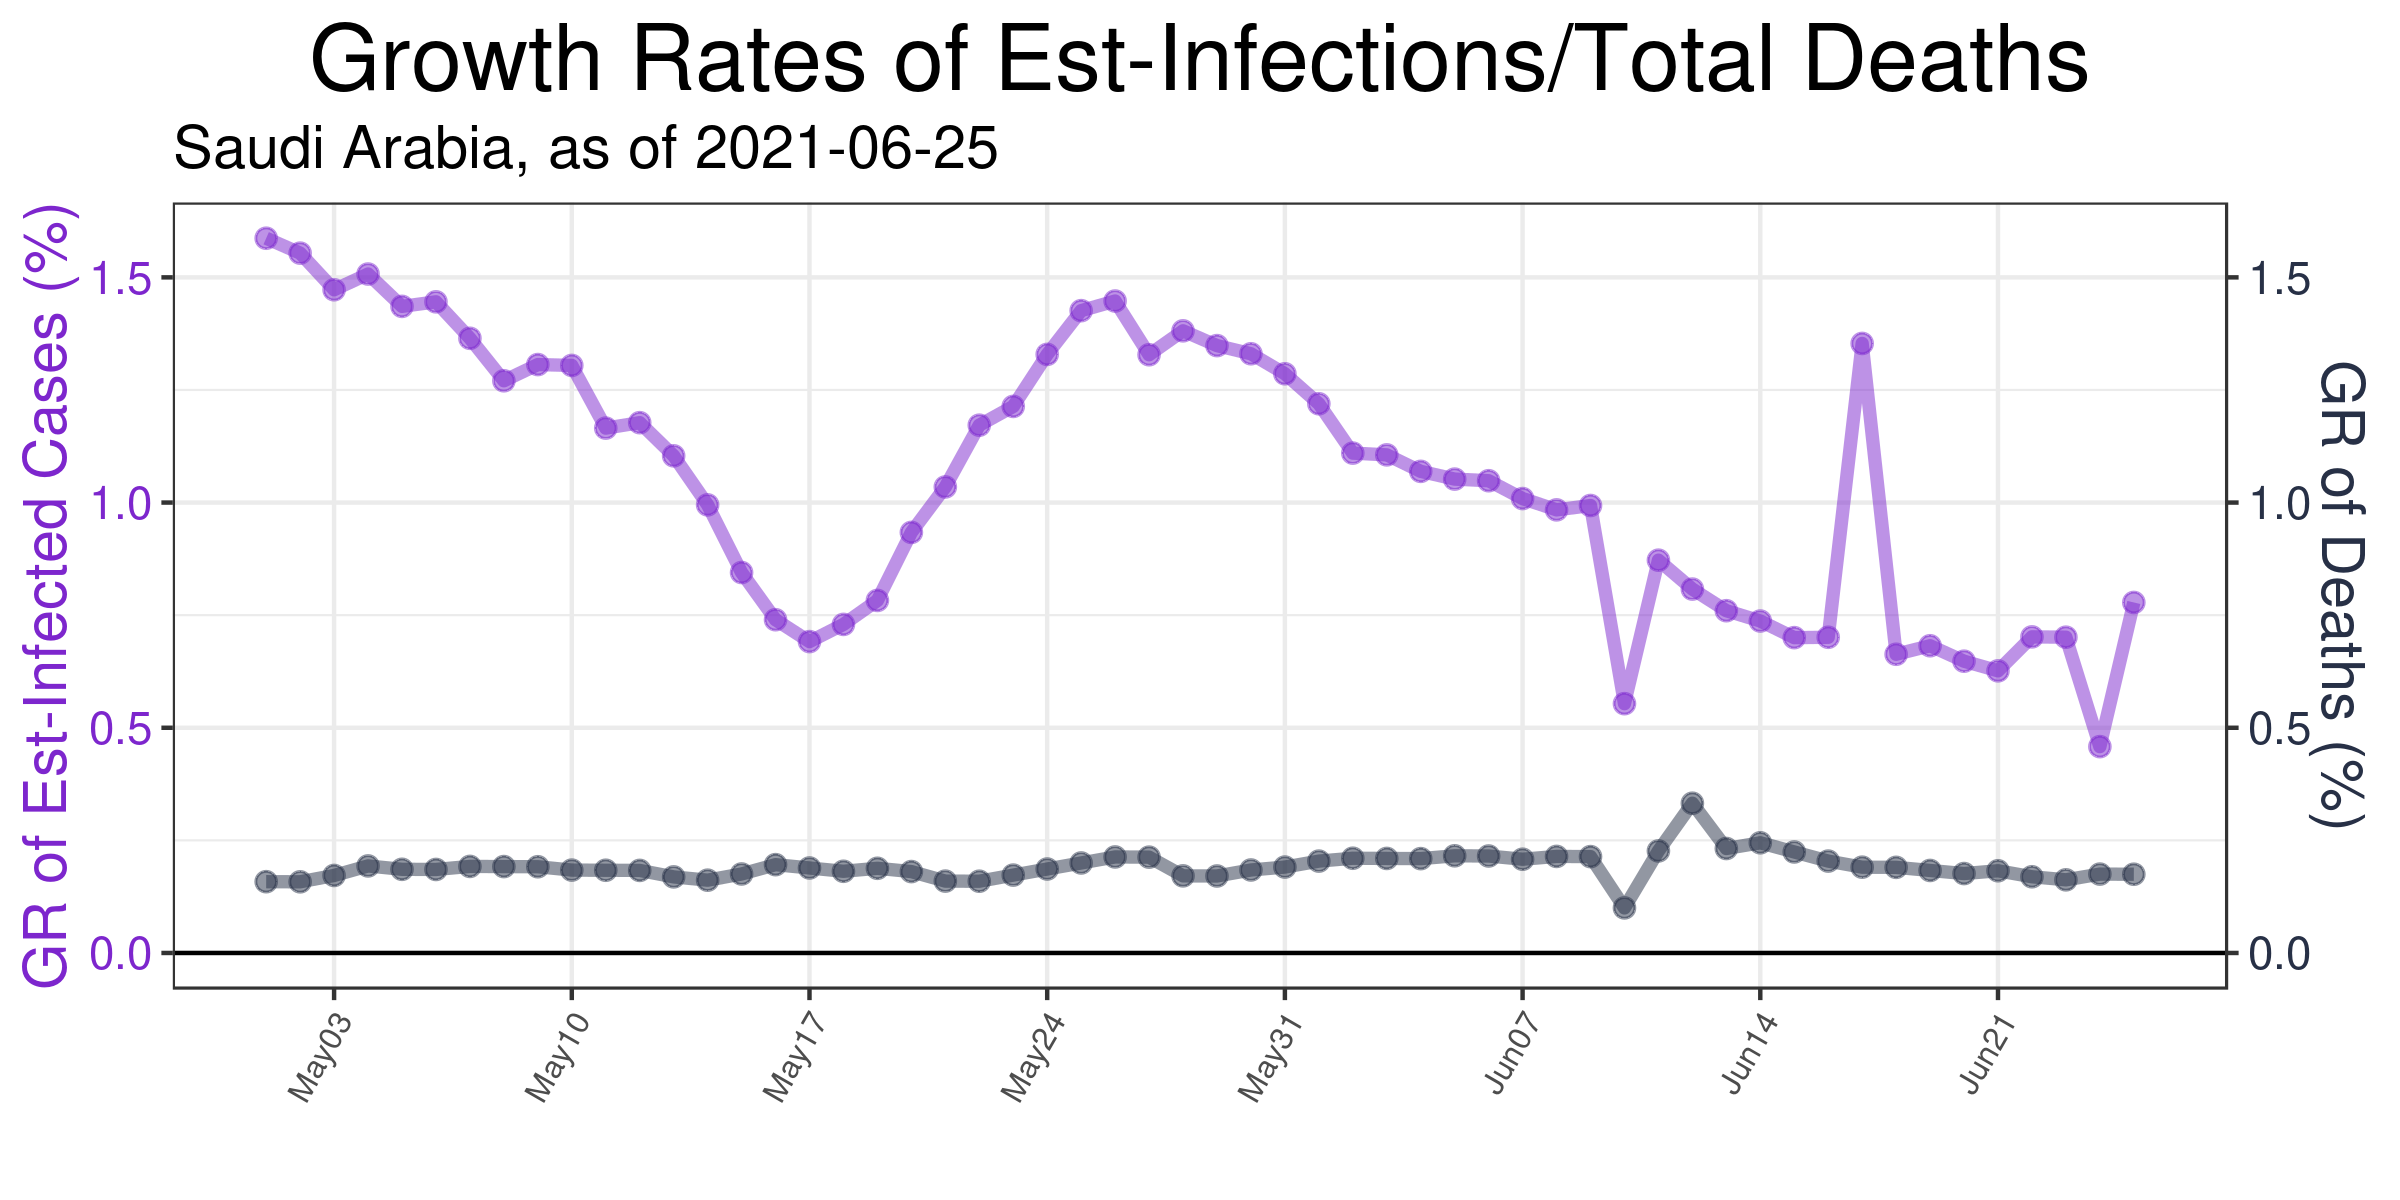 Growth Rates of Est-Infections/Total Deaths
Saudi Arabia, as of 2021-06-25
GR of Est-Infected Cases (%)
1.5
1.0
0.5
0.0
1.5
1.0
0.5
0.0
GR of Deaths (%)
May03
May10
May17
May24
May31
Jun07
Jun14
Jun21